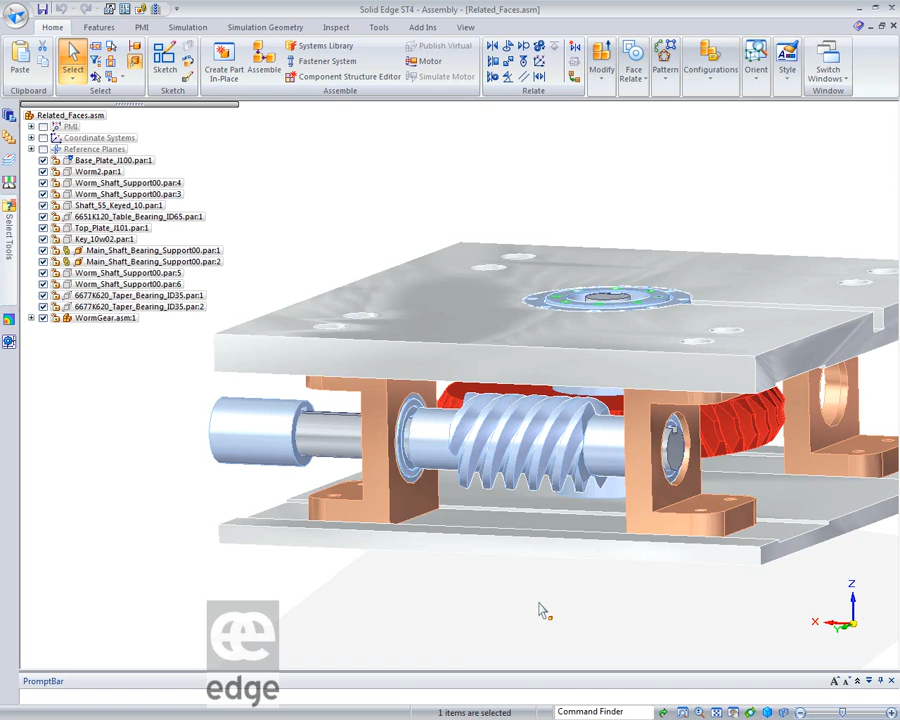 Solid Edge ST4 - Assembly - [Related_Faces.asm]
Home Features PMI Simulation Simulation Geometry Inspect Tools Add Ins View
Paste
Clipboard
Select
Select
Sketch
Sketch
Create Part In-Place
Assemble
Systems Library
Fastener System
Component Structure Editor
Publish Virtual
Motor
Simulate Motor
Assemble
Relate
Modify
Face Relate
Pattern
Configurations
Orient
Style
Switch Windows
Window
Select Tools
Related_Faces.asm
PMI
Coordinate Systems
Reference Planes
Base_Plate_J100.par:1
Worm2.par:1
Worm_Shaft_Support00.par:4
Worm_Shaft_Support00.par:3
Shaft_55_Keyed_10.par:1
6651K120_Table_Bearing_ID65.par:1
Top_Plate_J101.par:1
Key_10w02.par:1
Main_Shaft_Bearing_Support00.par:1
Main_Shaft_Bearing_Support00.par:2
Worm_Shaft_Support00.par:5
Worm_Shaft_Support00.par:6
6677K620_Taper_Bearing_ID35.par:1
6677K620_Taper_Bearing_ID35.par:2
WormGear.asm:1
Z
X
Y
ee
edge
PromptBar
1 items are selected
Command Finder